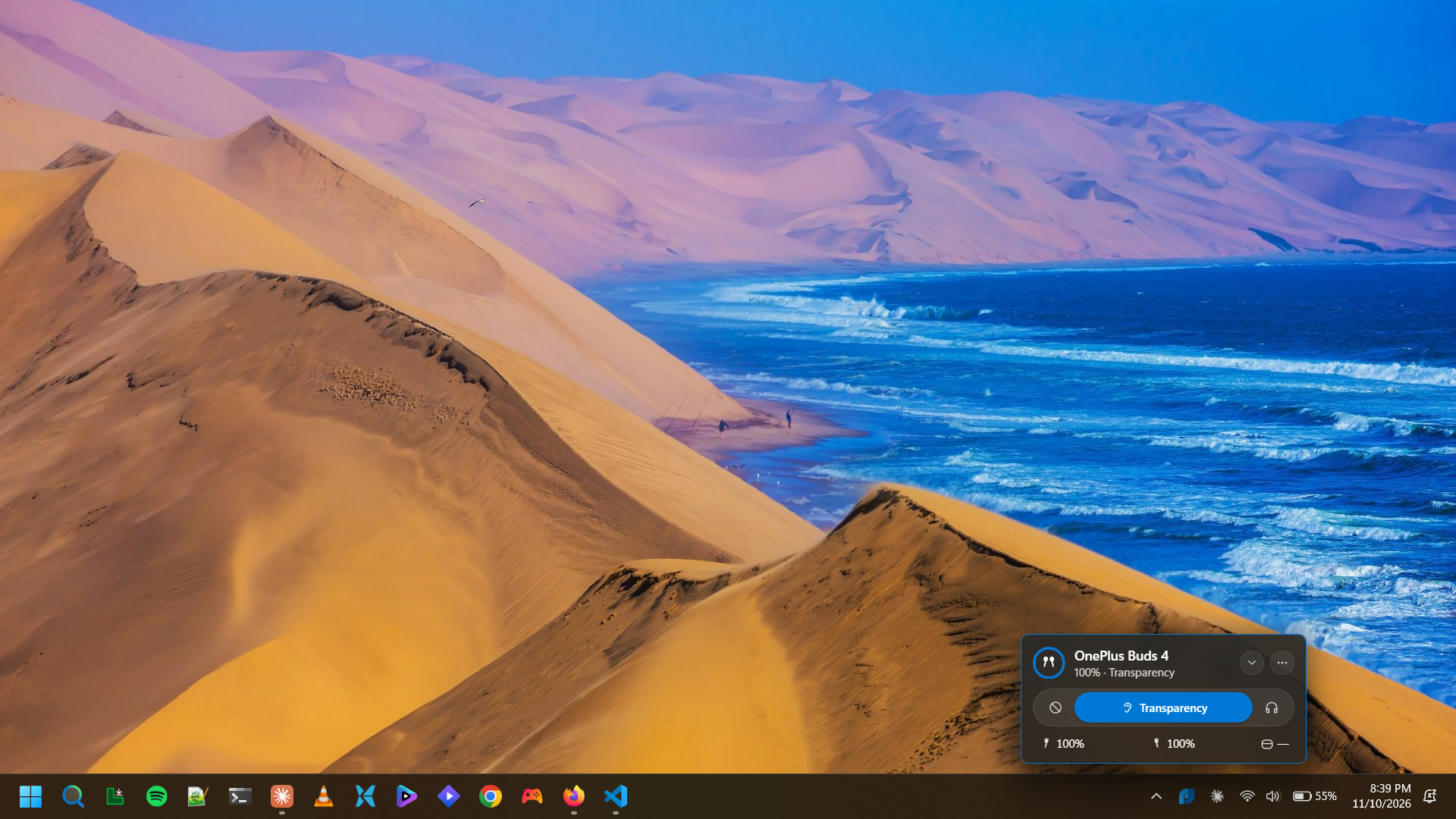 OnePlus Buds 4
100% · Transparency
Transparency
100%
100%
—
55%
8:39 PM
11/10/2026